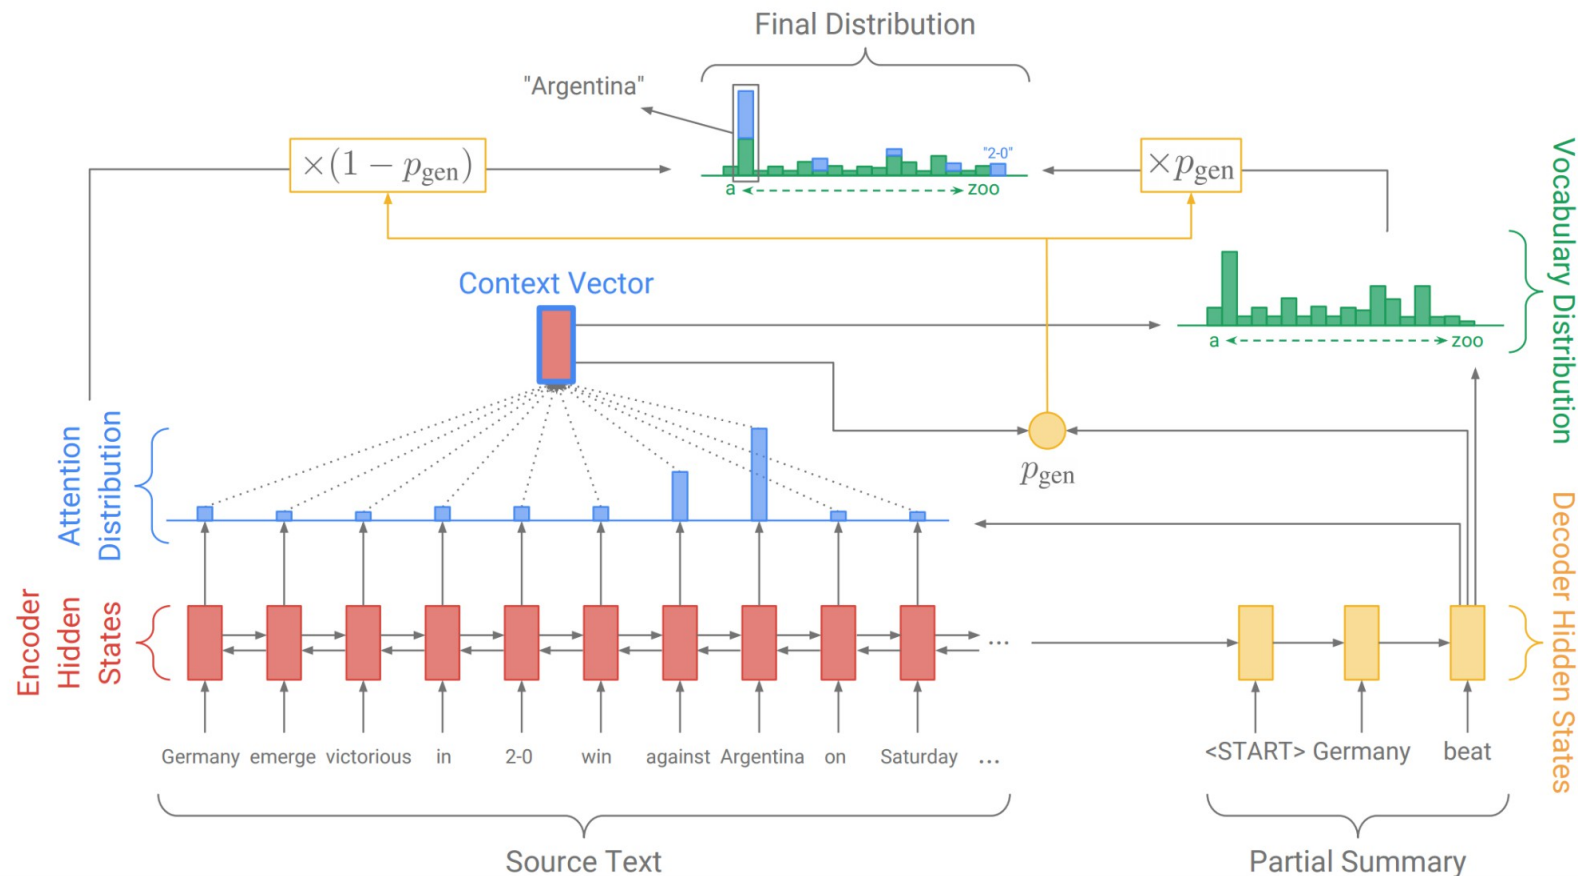 Final Distribution
"Argentina"
×(1 − p_gen)
×p_gen
"2-0"
a
zoo
Context Vector
Vocabulary Distribution
a
zoo
Attention
Distribution
p_gen
Encoder
Hidden
States
...
Decoder Hidden States
Germany emerge victorious in 2-0 win against Argentina on Saturday ...
<START> Germany beat
Source Text
Partial Summary